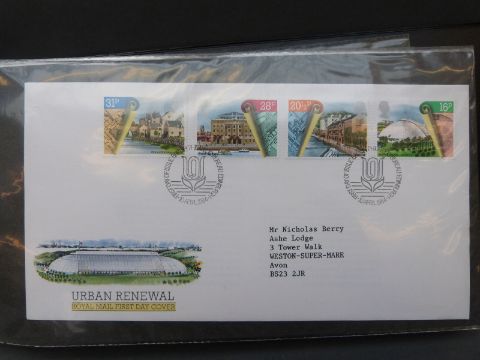 31P
28P
20½P
16P
Mr Nicholas Berry
Ashe Lodge
3 Tower Walk
WESTON-SUPER-MARE
Avon
BS23 2JR
URBAN RENEWAL
ROYAL MAIL FIRST DAY COVER